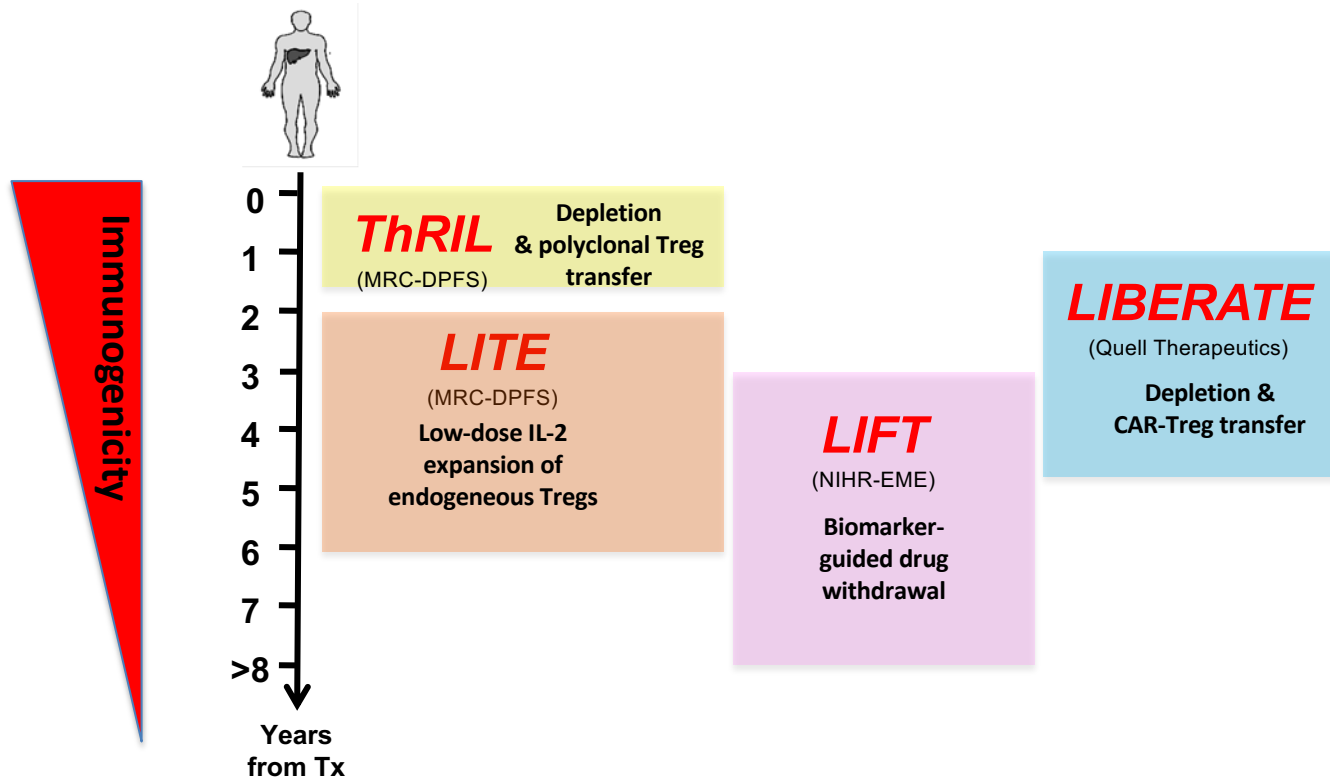 Immunogenicity
0
1
2
3
4
5
6
7
>8
Years
from Tx
ThRIL
(MRC-DPFS)
Depletion
& polyclonal Treg
transfer
LITE
(MRC-DPFS)
Low-dose IL-2
expansion of
endogeneous Tregs
LIFT
(NIHR-EME)
Biomarker-
guided drug
withdrawal
LIBERATE
(Quell Therapeutics)
Depletion &
CAR-Treg transfer